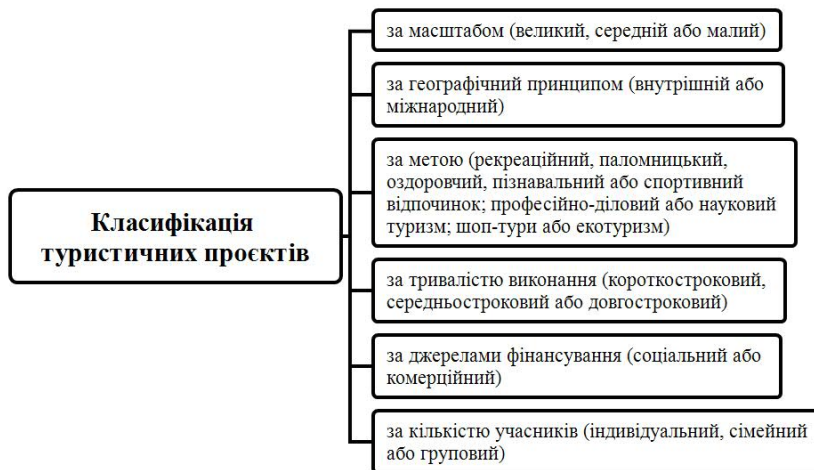 за масштабом (великий, середній або малий)
за географічний принципом (внутрішній або
міжнародний)
за метою (рекреаційний, паломницький,
оздоровчий, пізнавальний або спортивний
відпочинок; професійно-діловий або науковий
туризм; шоп-тури або екотуризм)
Класифікація
туристичних проєктів
за тривалістю виконання (короткостроковий,
середньостроковий або довгостроковий)
за джерелами фінансування (соціальний або
комерційний)
за кількістю учасників (індивідуальний, сімейний
або груповий)